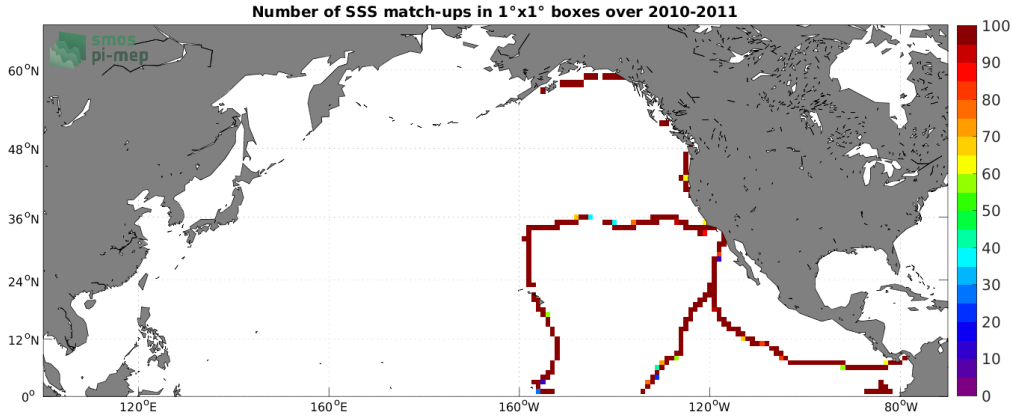 Number of SSS match-ups in 1°x1° boxes over 2010-2011
smos
pi-mep
60°N
48°N
36°N
24°N
12°N
0°
120°E
160°E
160°W
120°W
80°W
100
90
80
70
60
50
40
30
20
10
0